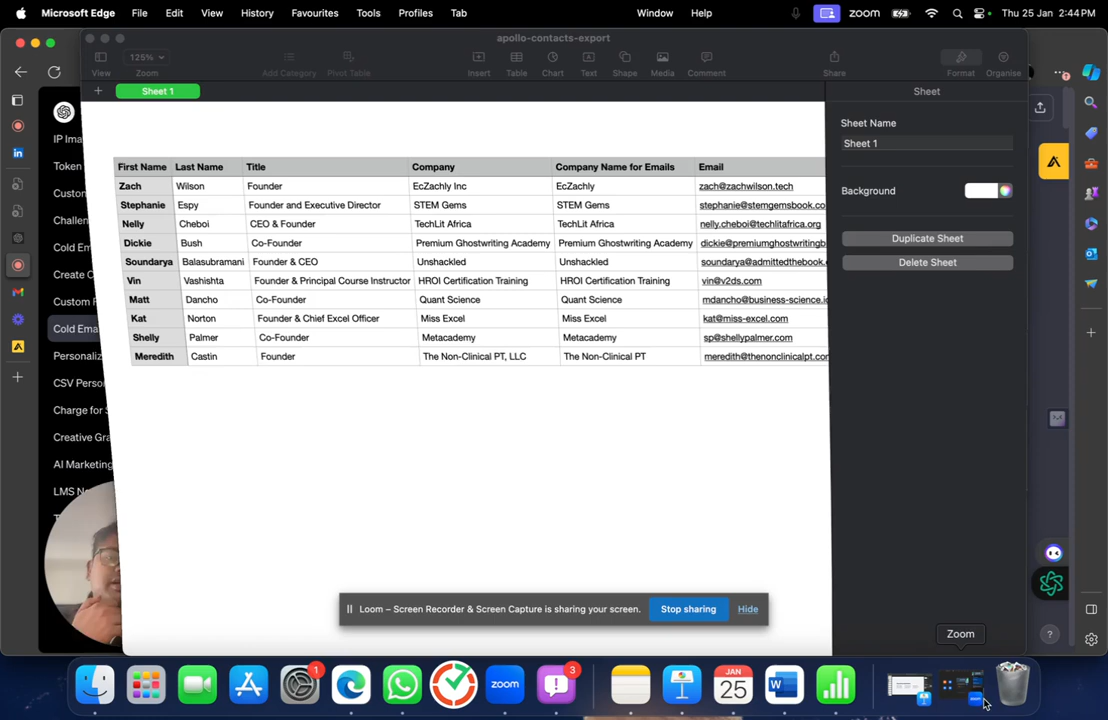 Microsoft Edge File Edit View History Favourites Tools Profiles Tab Window Help zoom Thu 25 Jan 2:44 PM
apollo-contacts-export
125%
View Zoom Add Category Pivot Table Insert Table Chart Text Shape Media Comment Share Format Organise
Sheet 1
Sheet
Sheet Name
Sheet 1
Background
Duplicate Sheet
Delete Sheet
IP Ima
Token
Custon
Challen
Cold Em
Create C
Custom F
Cold Ema
Personaliz
CSV Perso
Charge for S
Creative Gra
AI Marketing
LMS N
First Name Last Name Title Company Company Name for Emails Email
Zach Wilson Founder EcZachly Inc EcZachly zach@zachwilson.tech
Stephanie Espy Founder and Executive Director STEM Gems STEM Gems stephanie@stemgemsbook.co
Nelly Cheboi CEO & Founder TechLit Africa TechLit Africa nelly.cheboi@techlitafrica.org
Dickie Bush Co-Founder Premium Ghostwriting Academy Premium Ghostwriting Academy dickie@premiumghostwritingb
Soundarya Balasubramani Founder & CEO Unshackled Unshackled soundarya@admittedthebook.
Vin Vashishta Founder & Principal Course Instructor HROI Certification Training HROI Certification Training vin@v2ds.com
Matt Dancho Co-Founder Quant Science Quant Science mdancho@business-science.io
Kat Norton Founder & Chief Excel Officer Miss Excel Miss Excel kat@miss-excel.com
Shelly Palmer Co-Founder Metacademy Metacademy sp@shellypalmer.com
Meredith Castin Founder The Non-Clinical PT, LLC The Non-Clinical PT meredith@thenonclinicalpt.com
Loom – Screen Recorder & Screen Capture is sharing your screen. Stop sharing Hide
Zoom
1
zoom
3
JAN
25